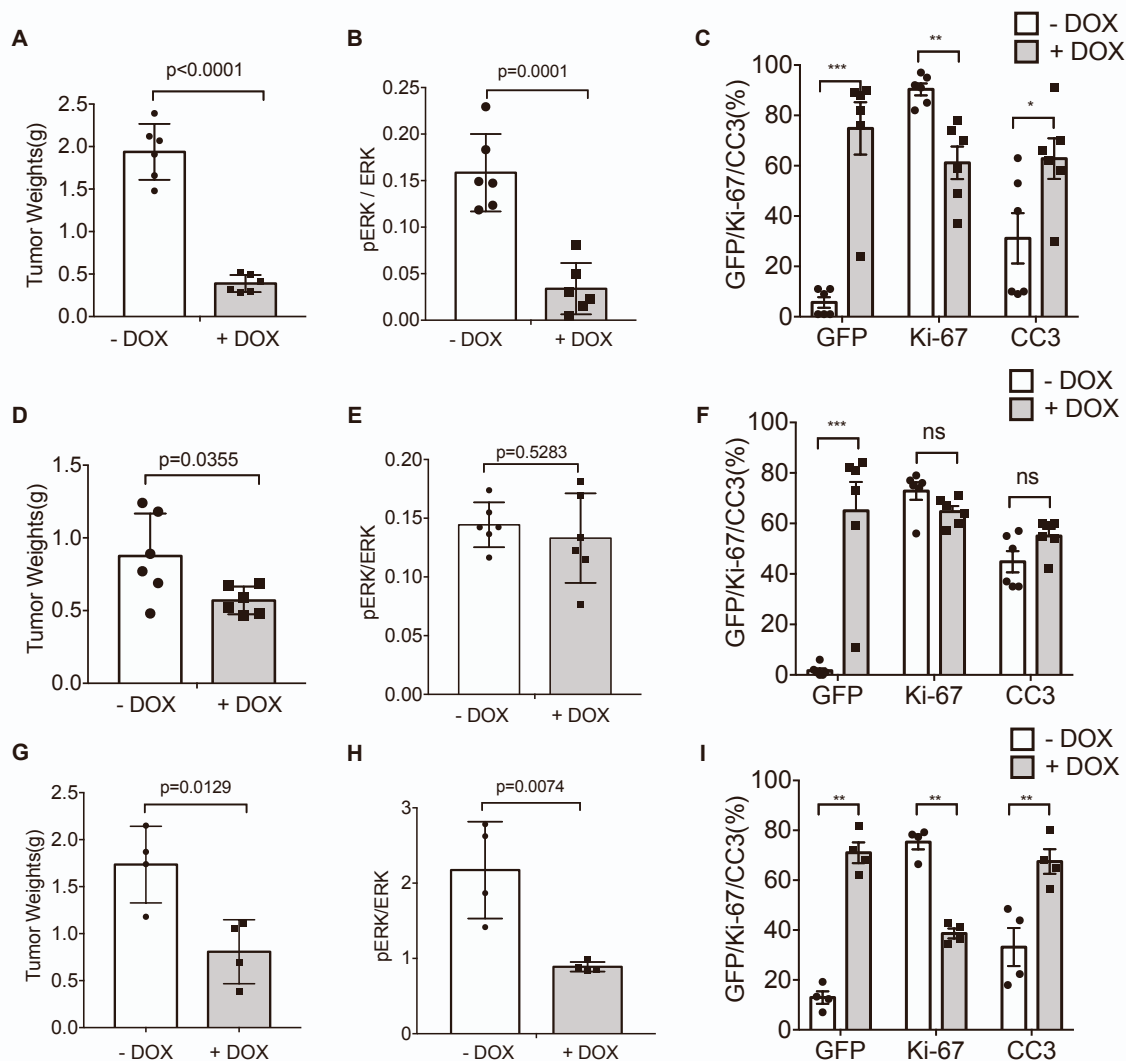 A
p<0.0001
Tumor Weights(g)
2.5
2.0
1.5
1.0
0.5
0.0
- DOX
+ DOX
B
p=0.0001
pERK / ERK
0.25
0.20
0.15
0.10
0.05
0.00
- DOX
+ DOX
C
- DOX
+ DOX
GFP/Ki-67/CC3(%)
100
80
60
40
20
0
***
**
*
GFP
Ki-67
CC3
D
p=0.0355
Tumor Weights(g)
1.5
1.0
0.5
0.0
- DOX
+ DOX
E
p=0.5283
pERK/ERK
0.20
0.15
0.10
0.05
0.00
- DOX
+ DOX
F
- DOX
+ DOX
GFP/Ki-67/CC3(%)
100
80
60
40
20
0
***
ns
ns
GFP
Ki-67
CC3
G
p=0.0129
Tumor Weights(g)
2.5
2.0
1.5
1.0
0.5
0.0
- DOX
+ DOX
H
p=0.0074
pERK/ERK
3
2
1
0
- DOX
+ DOX
I
- DOX
+ DOX
GFP/Ki-67/CC3(%)
100
80
60
40
20
0
**
**
**
GFP
Ki-67
CC3